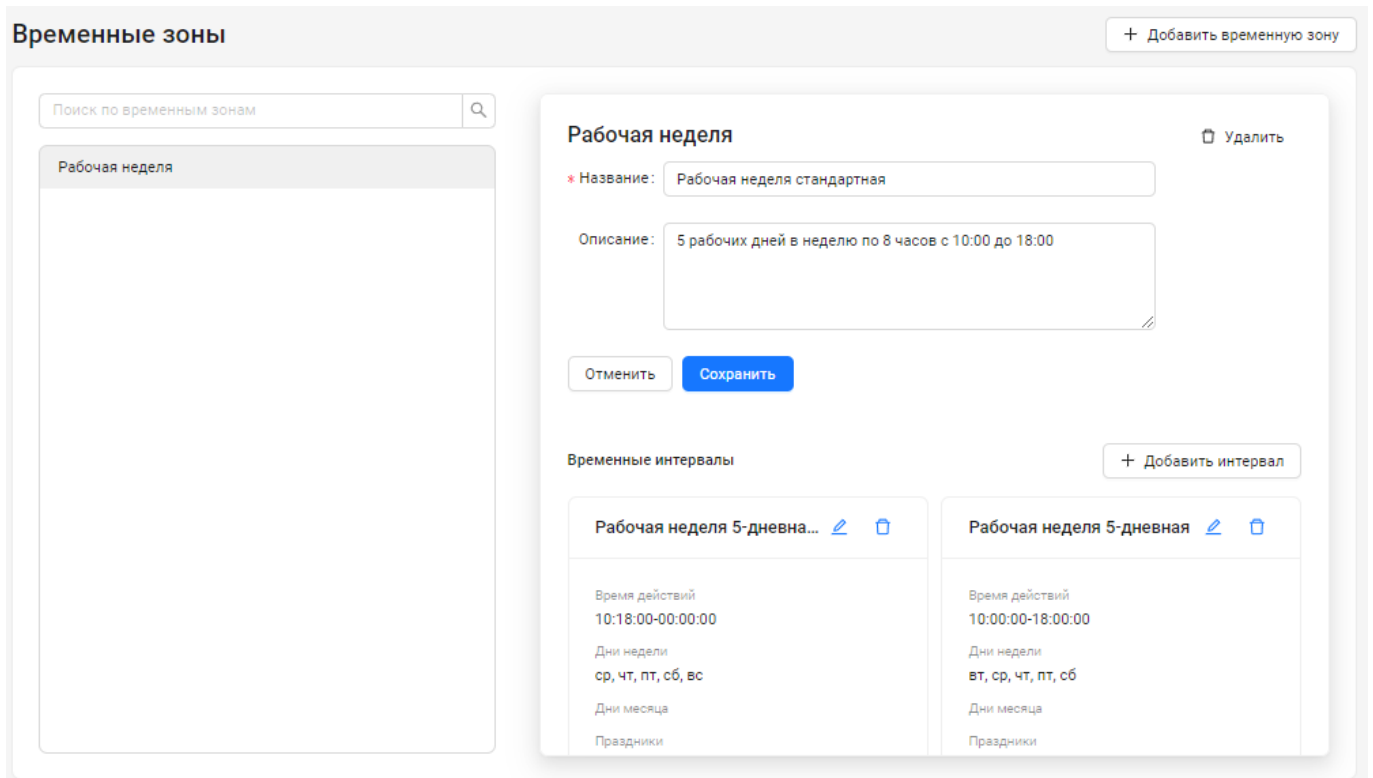 Временные зоны
+ Добавить временную зону
Поиск по временным зонам
Рабочая неделя
Рабочая неделя
Удалить
* Название: Рабочая неделя стандартная
Описание: 5 рабочих дней в неделю по 8 часов с 10:00 до 18:00
Отменить Сохранить
Временные интервалы
+ Добавить интервал
Рабочая неделя 5-дневна...
Время действий
10:18:00-00:00:00
Дни недели
ср, чт, пт, сб, вс
Дни месяца
Праздники
Рабочая неделя 5-дневная
Время действий
10:00:00-18:00:00
Дни недели
вт, ср, чт, пт, сб
Дни месяца
Праздники